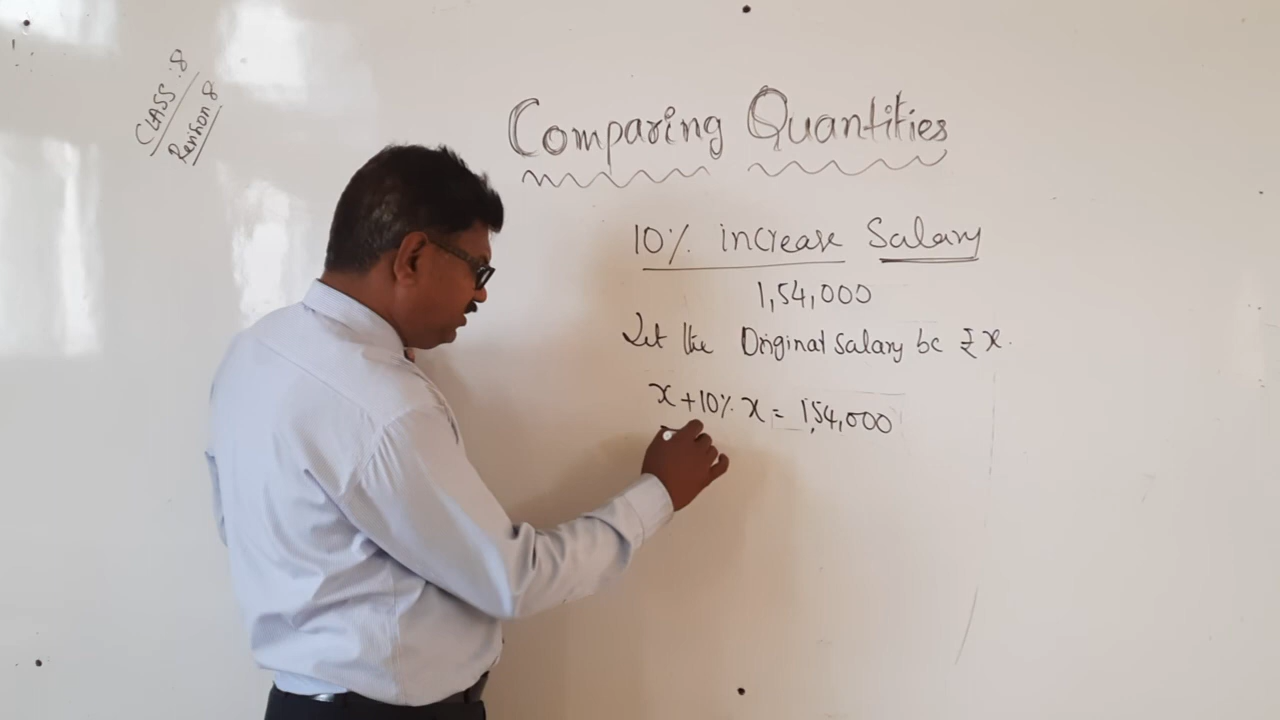 CLASS : 8
Revision 8
Comparing Quantities
10% increase Salary
1,54,000
Let the Original salary be ₹ x.
x + 10% x = 1,54,000